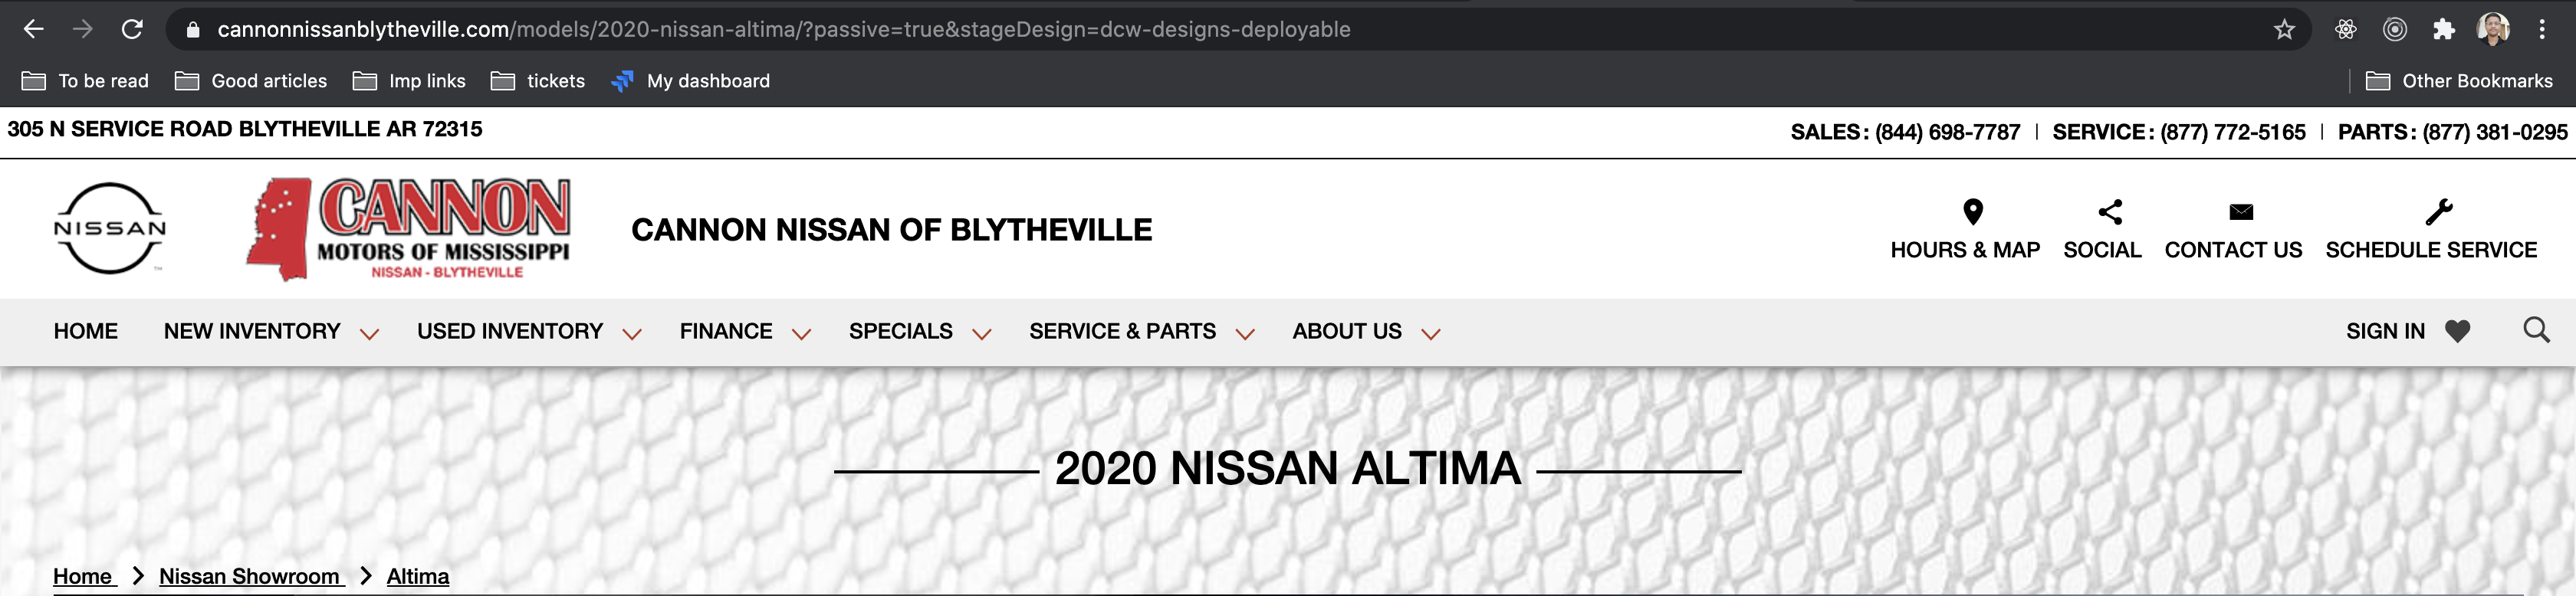 cannonnissanblytheville.com/models/2020-nissan-altima/?passive=true&stageDesign=dcw-designs-deployable
To be read Good articles Imp links tickets My dashboard Other Bookmarks
305 N SERVICE ROAD BLYTHEVILLE AR 72315
SALES: (844) 698-7787 | SERVICE: (877) 772-5165 | PARTS: (877) 381-0295
NISSAN
TM
CANNON
MOTORS OF MISSISSIPPI
NISSAN - BLYTHEVILLE
CANNON NISSAN OF BLYTHEVILLE
HOURS & MAP SOCIAL CONTACT US SCHEDULE SERVICE
HOME NEW INVENTORY USED INVENTORY FINANCE SPECIALS SERVICE & PARTS ABOUT US SIGN IN
2020 NISSAN ALTIMA
Home > Nissan Showroom > Altima